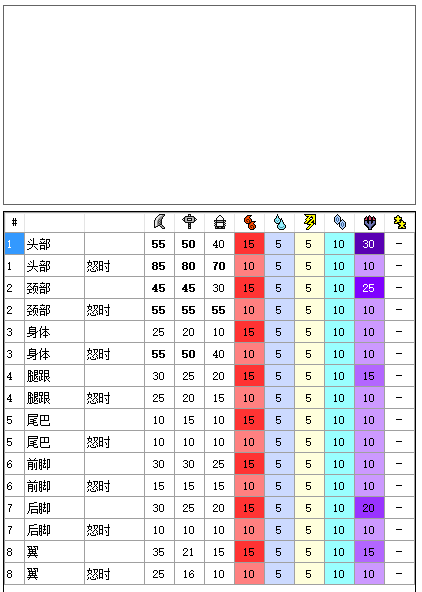 #
1 头部 55 50 40 15 5 5 10 30 -
1 头部 怒时 85 80 70 10 5 5 10 10 -
2 颈部 45 45 30 15 5 5 10 25 -
2 颈部 怒时 55 55 55 10 5 5 10 10 -
3 身体 25 20 10 15 5 5 10 10 -
3 身体 怒时 55 50 40 10 5 5 10 10 -
4 腿跟 30 25 20 15 5 5 10 15 -
4 腿跟 怒时 25 20 15 10 5 5 10 10 -
5 尾巴 10 15 10 15 5 5 10 10 -
5 尾巴 怒时 10 10 10 10 5 5 10 10 -
6 前脚 30 30 25 15 5 5 10 10 -
6 前脚 怒时 15 15 15 10 5 5 10 10 -
7 后脚 30 25 20 15 5 5 10 20 -
7 后脚 怒时 10 10 10 10 5 5 10 10 -
8 翼 35 21 15 15 5 5 10 15 -
8 翼 怒时 25 16 10 10 5 5 10 10 -